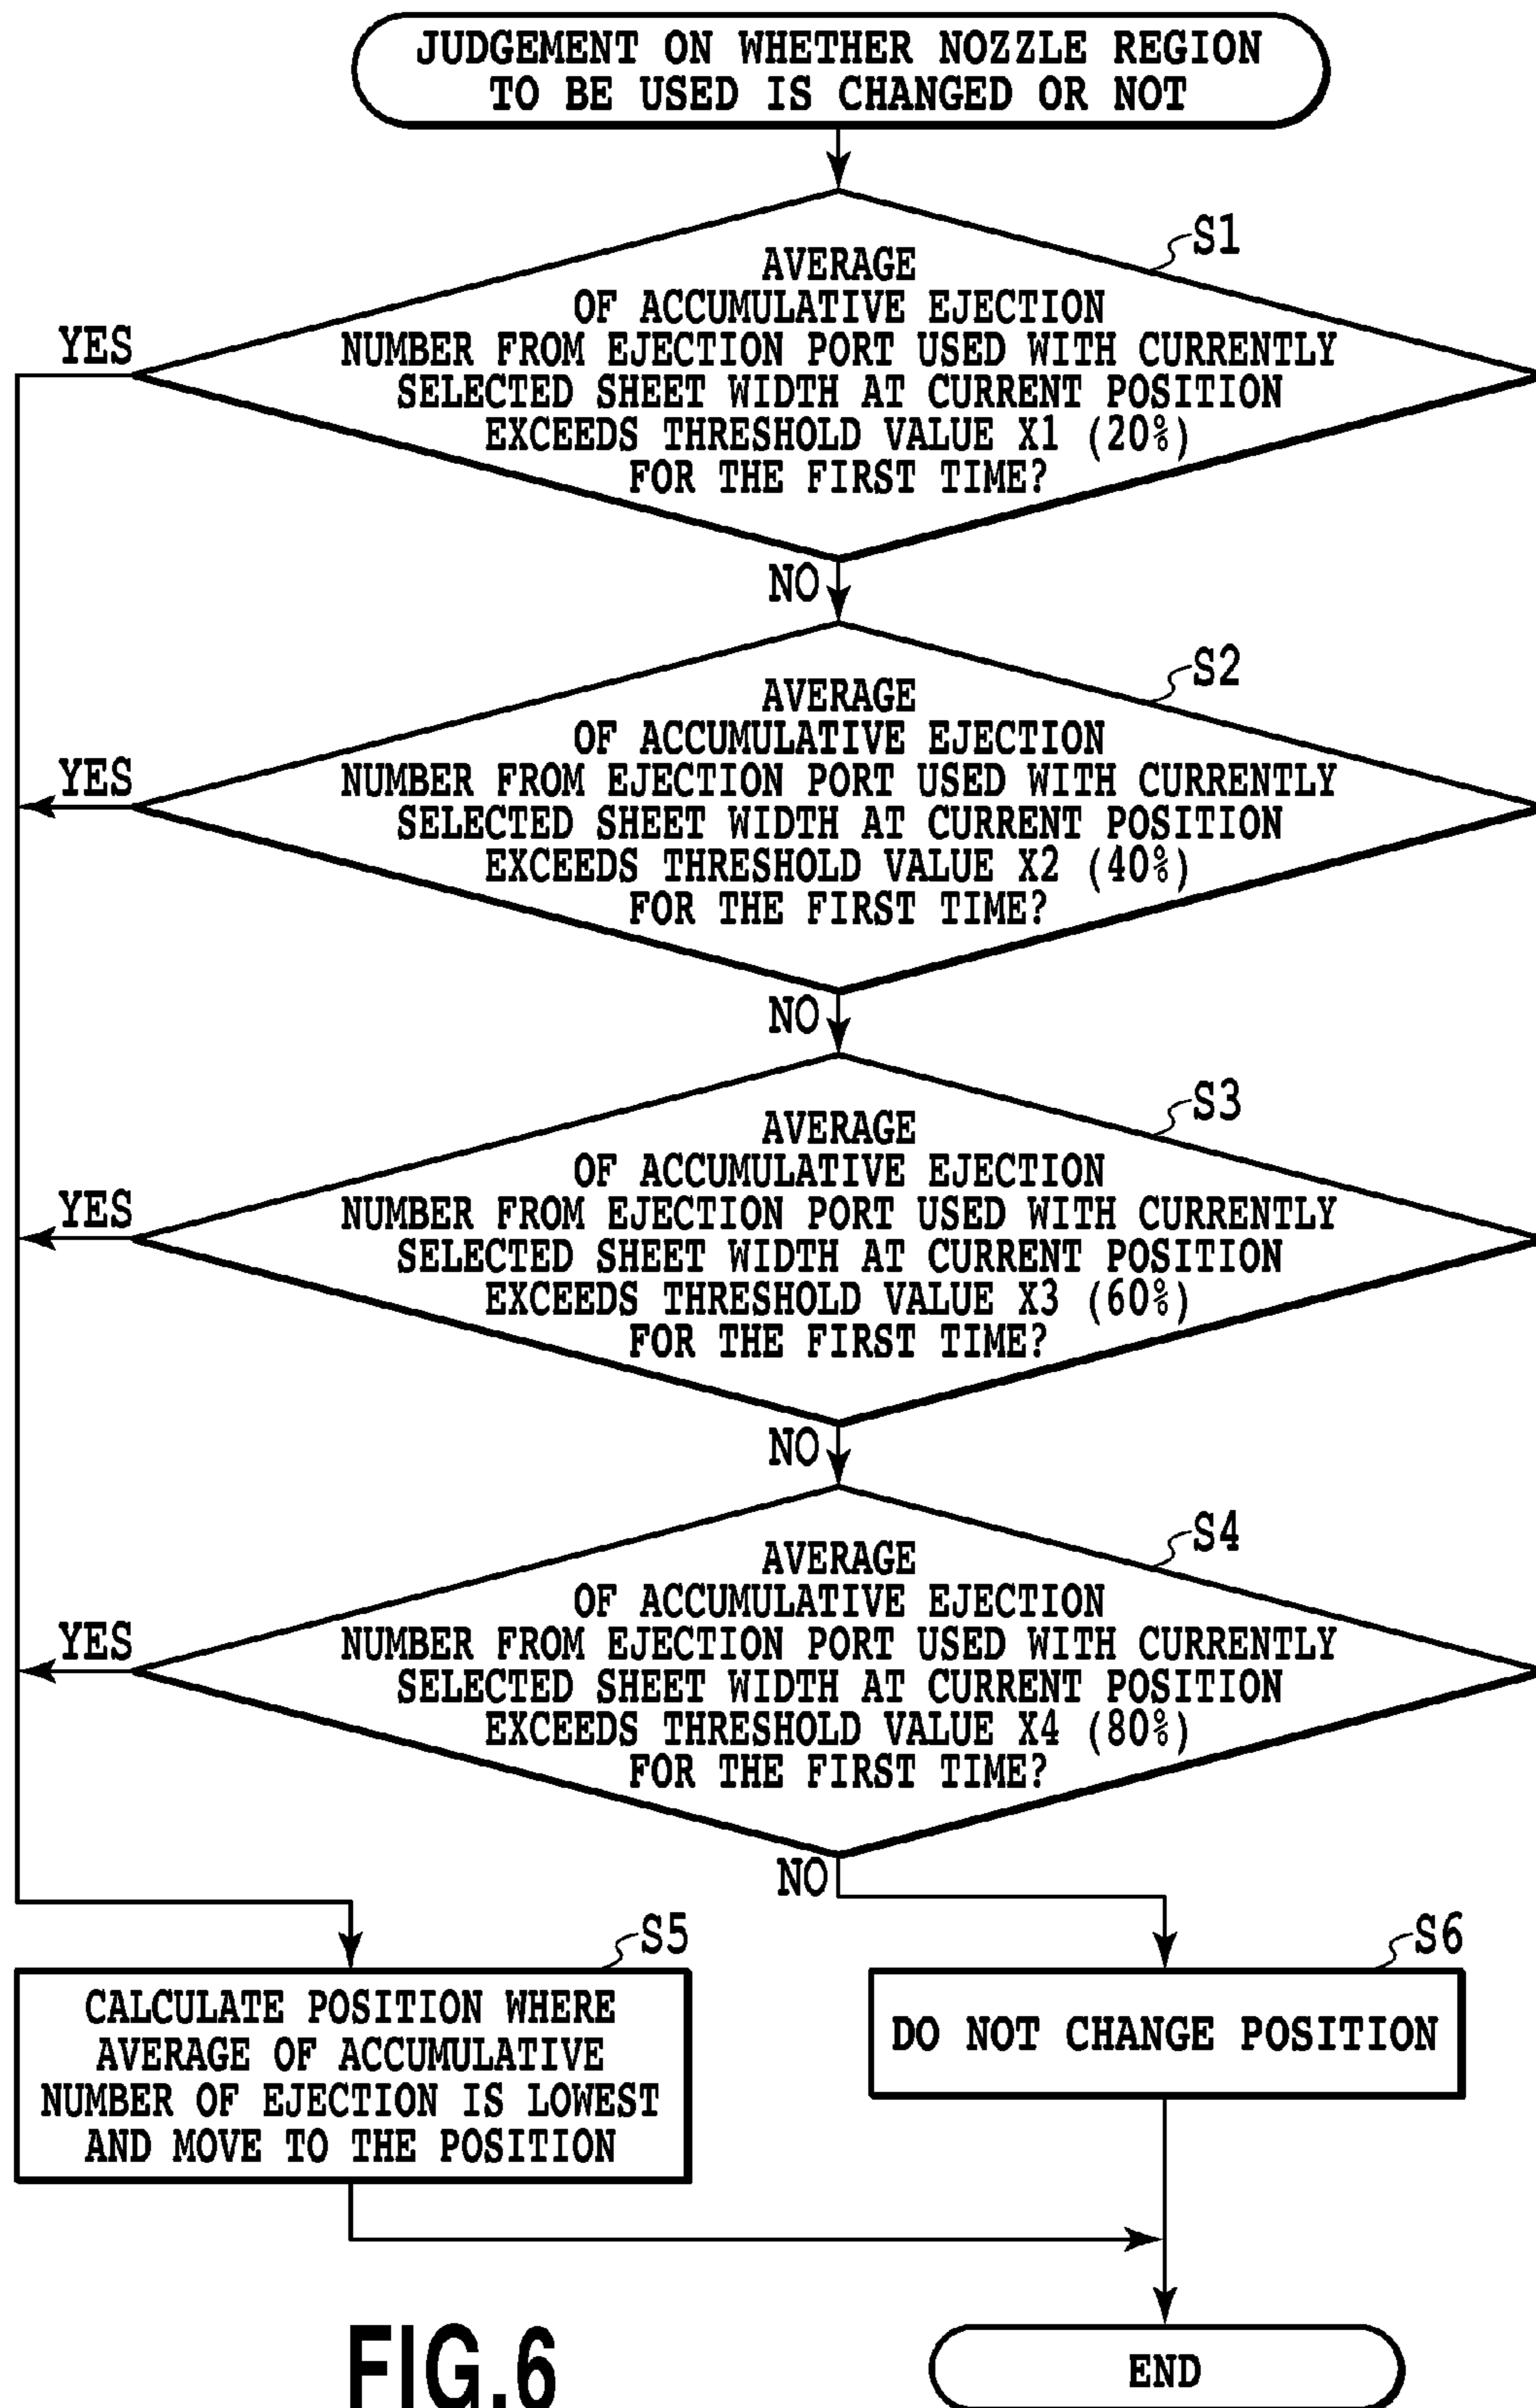 JUDGEMENT ON WHETHER NOZZLE REGION
TO BE USED IS CHANGED OR NOT
S1
AVERAGE
OF ACCUMULATIVE EJECTION
NUMBER FROM EJECTION PORT USED WITH CURRENTLY
SELECTED SHEET WIDTH AT CURRENT POSITION
EXCEEDS THRESHOLD VALUE X1 (20%)
FOR THE FIRST TIME?
YES
NO
S2
AVERAGE
OF ACCUMULATIVE EJECTION
NUMBER FROM EJECTION PORT USED WITH CURRENTLY
SELECTED SHEET WIDTH AT CURRENT POSITION
EXCEEDS THRESHOLD VALUE X2 (40%)
FOR THE FIRST TIME?
YES
NO
S3
AVERAGE
OF ACCUMULATIVE EJECTION
NUMBER FROM EJECTION PORT USED WITH CURRENTLY
SELECTED SHEET WIDTH AT CURRENT POSITION
EXCEEDS THRESHOLD VALUE X3 (60%)
FOR THE FIRST TIME?
YES
NO
S4
AVERAGE
OF ACCUMULATIVE EJECTION
NUMBER FROM EJECTION PORT USED WITH CURRENTLY
SELECTED SHEET WIDTH AT CURRENT POSITION
EXCEEDS THRESHOLD VALUE X4 (80%)
FOR THE FIRST TIME?
YES
NO
S5
CALCULATE POSITION WHERE
AVERAGE OF ACCUMULATIVE
NUMBER OF EJECTION IS LOWEST
AND MOVE TO THE POSITION
S6
DO NOT CHANGE POSITION
END
FIG.6